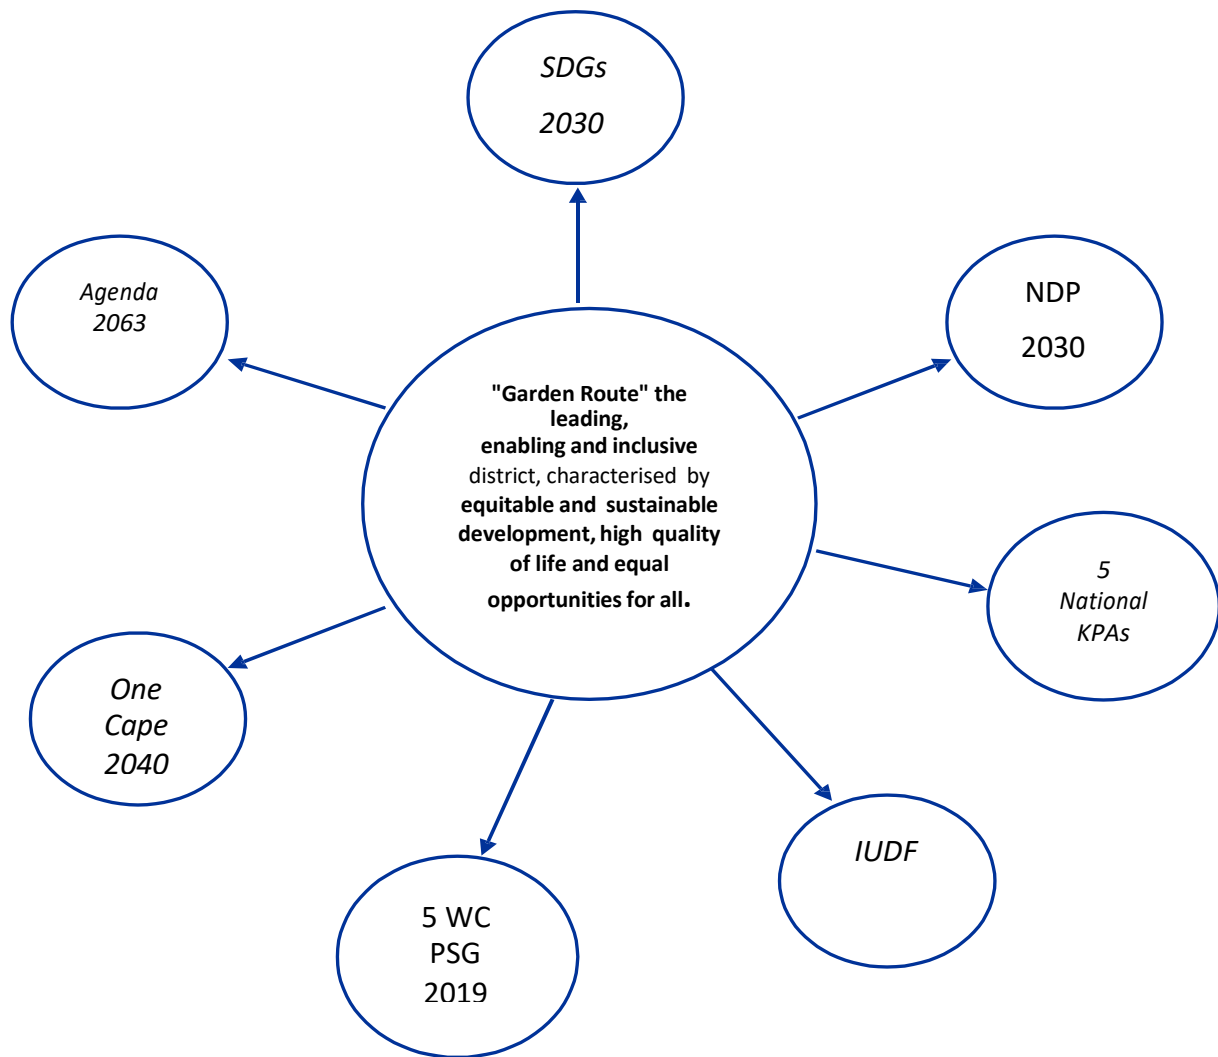 SDGs
2030
Agenda
2063
NDP
2030
"Garden Route" the
leading,
enabling and inclusive
district, characterised by
equitable and sustainable
development, high quality
of life and equal
opportunities for all.
5
National
KPAs
One
Cape
2040
IUDF
5 WC
PSG
2019